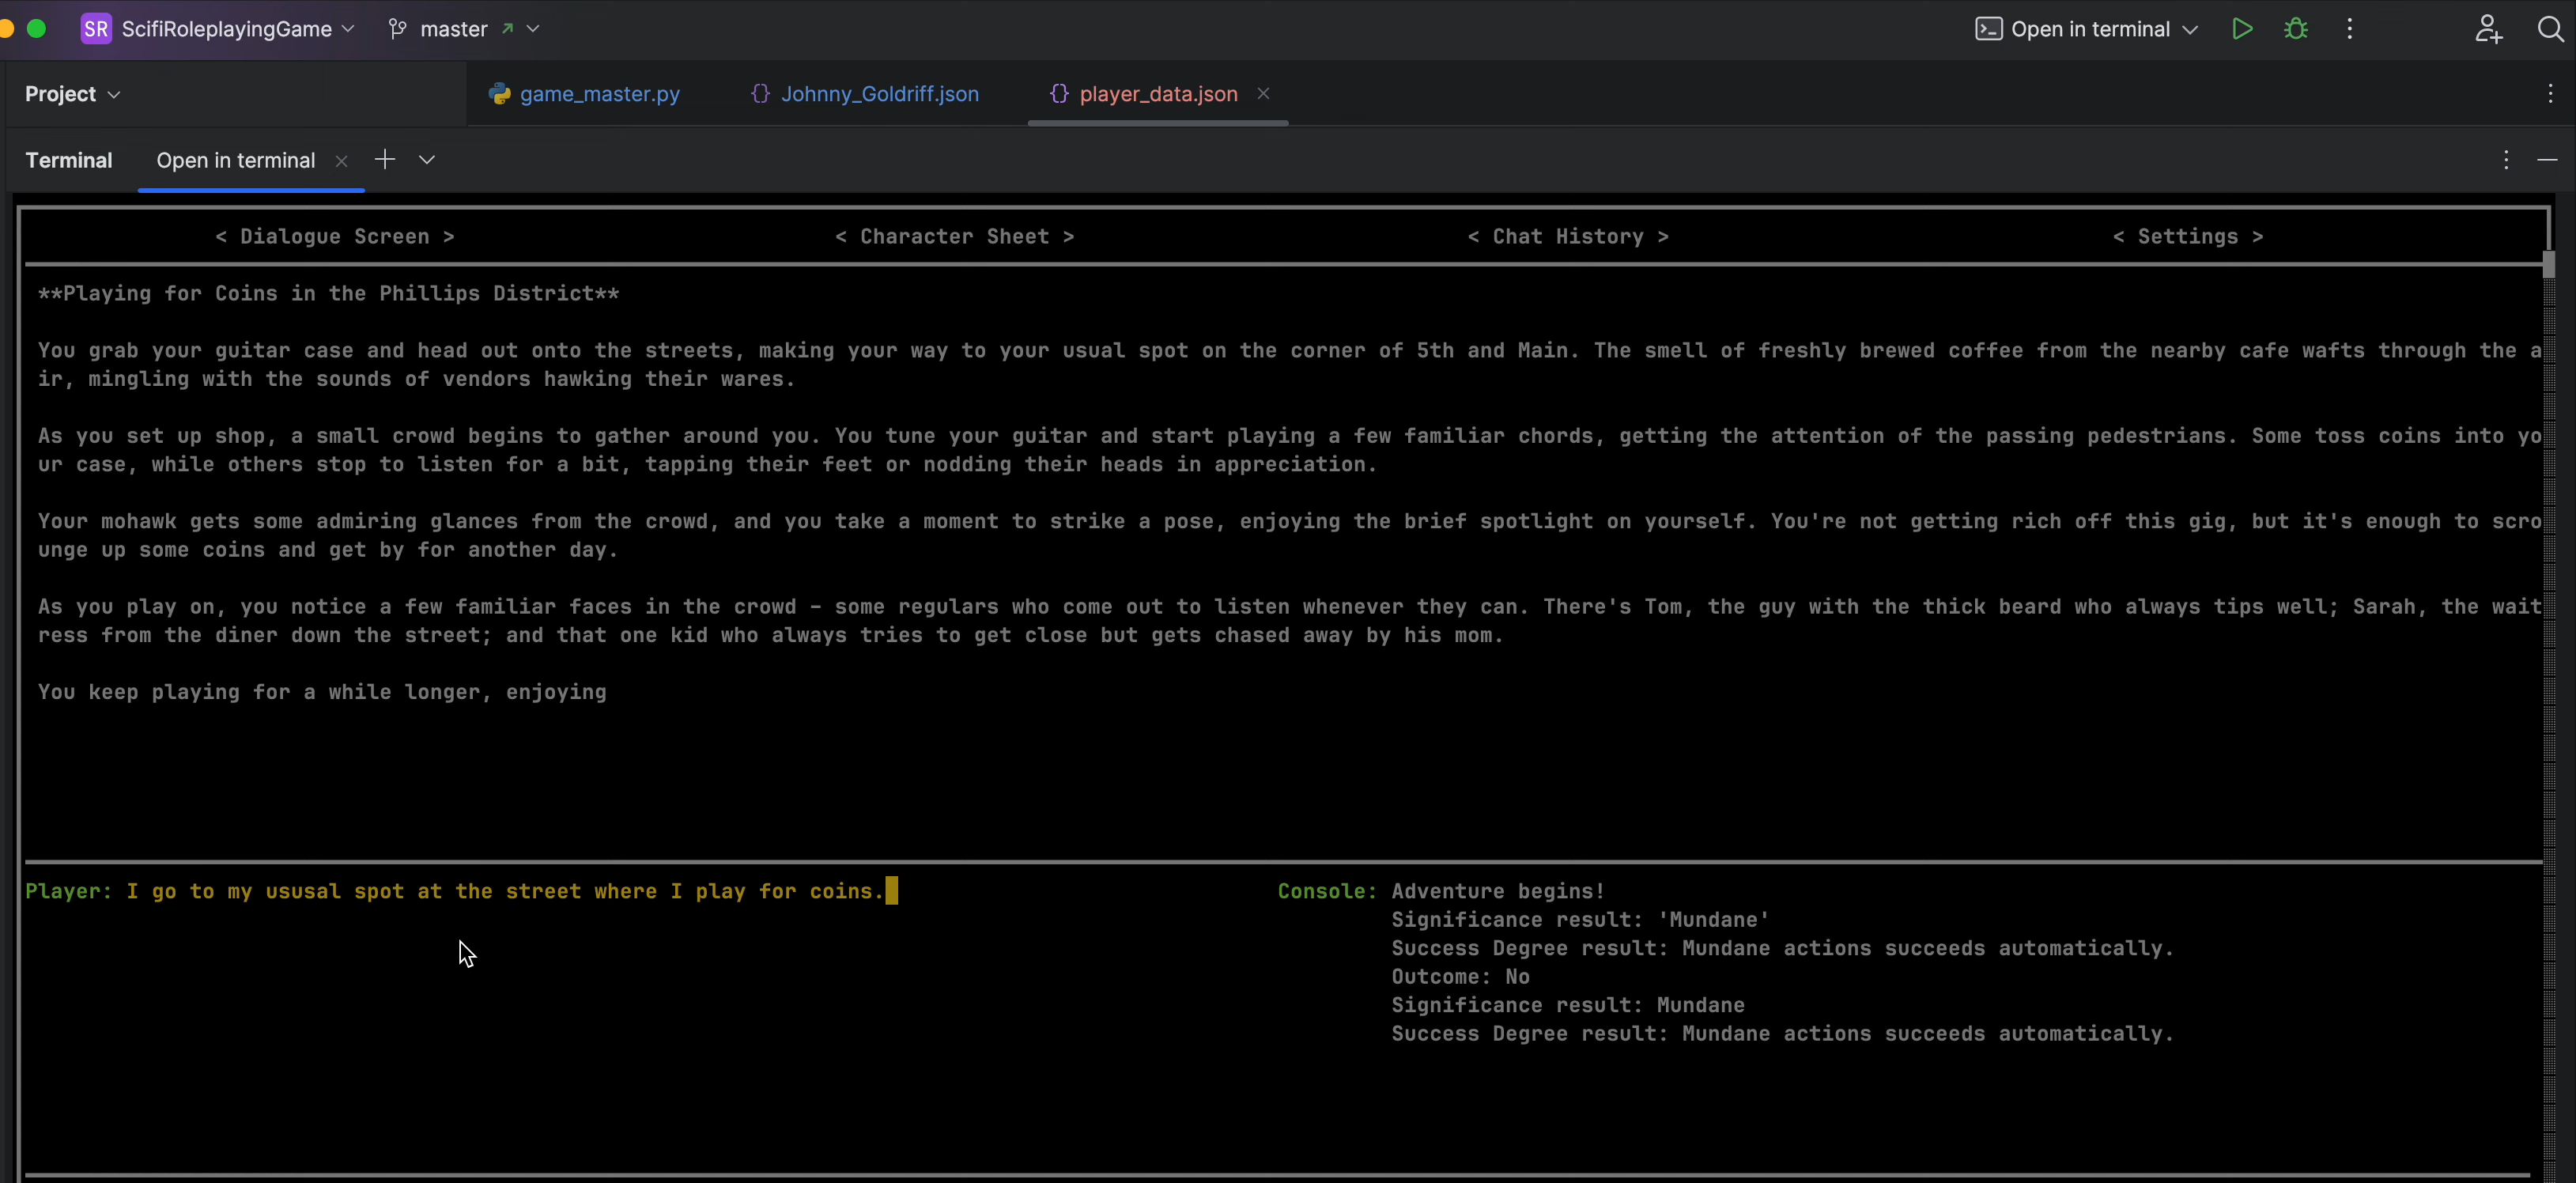 SR ScifiRoleplayingGame master Open in terminal
Project game_master.py {} Johnny_Goldriff.json {} player_data.json
Terminal Open in terminal
< Dialogue Screen > < Character Sheet > < Chat History > < Settings >
**Playing for Coins in the Phillips District**
You grab your guitar case and head out onto the streets, making your way to your usual spot on the corner of 5th and Main. The smell of freshly brewed coffee from the nearby cafe wafts through the a
ir, mingling with the sounds of vendors hawking their wares.
As you set up shop, a small crowd begins to gather around you. You tune your guitar and start playing a few familiar chords, getting the attention of the passing pedestrians. Some toss coins into yo
ur case, while others stop to listen for a bit, tapping their feet or nodding their heads in appreciation.
Your mohawk gets some admiring glances from the crowd, and you take a moment to strike a pose, enjoying the brief spotlight on yourself. You're not getting rich off this gig, but it's enough to scro
unge up some coins and get by for another day.
As you play on, you notice a few familiar faces in the crowd - some regulars who come out to listen whenever they can. There's Tom, the guy with the thick beard who always tips well; Sarah, the wait
ress from the diner down the street; and that one kid who always tries to get close but gets chased away by his mom.
You keep playing for a while longer, enjoying
Player: I go to my ususal spot at the street where I play for coins.
Console: Adventure begins!
Significance result: 'Mundane'
Success Degree result: Mundane actions succeeds automatically.
Outcome: No
Significance result: Mundane
Success Degree result: Mundane actions succeeds automatically.